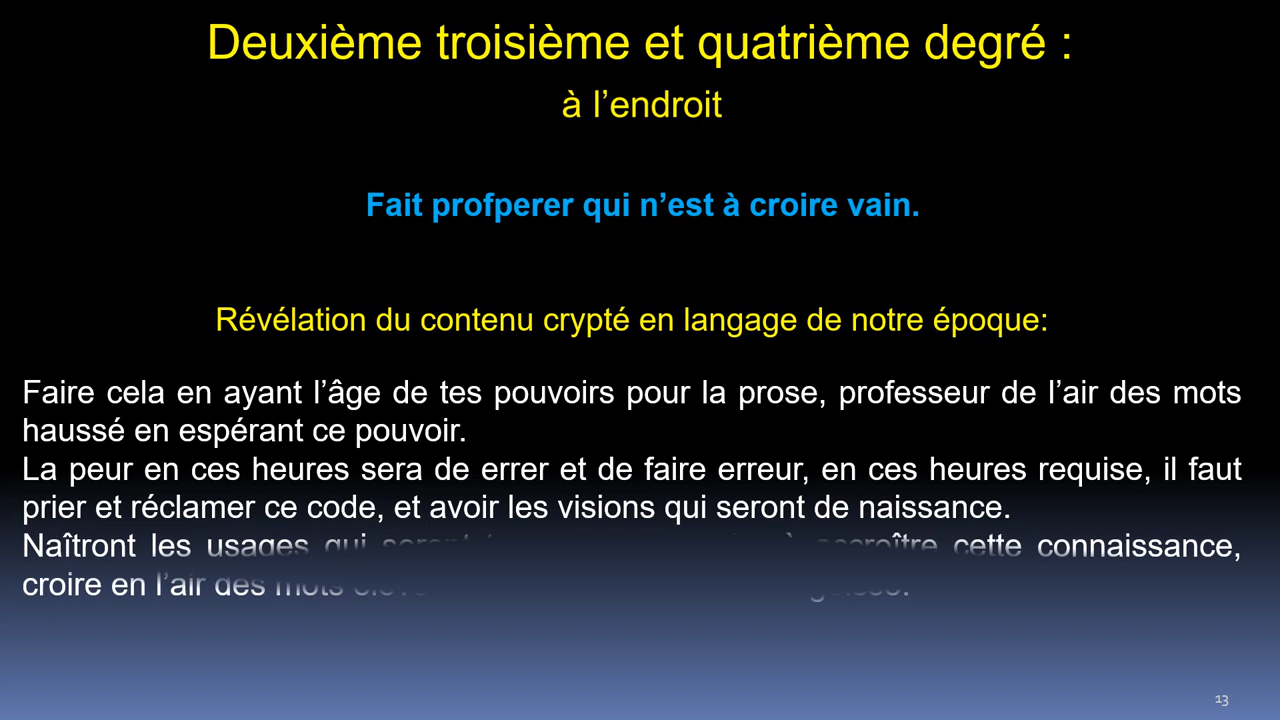 Deuxième troisième et quatrième degré :
à l’endroit
Fait profperer qui n’est à croire vain.
Révélation du contenu crypté en langage de notre époque:
Faire cela en ayant l’âge de tes pouvoirs pour la prose, professeur de l’air des mots
haussé en espérant ce pouvoir.
La peur en ces heures sera de errer et de faire erreur, en ces heures requise, il faut
prier et réclamer ce code, et avoir les visions qui seront de naissance.
Naîtront les usages qui seront à accroître cette connaissance,
croire en l’air des mots
13